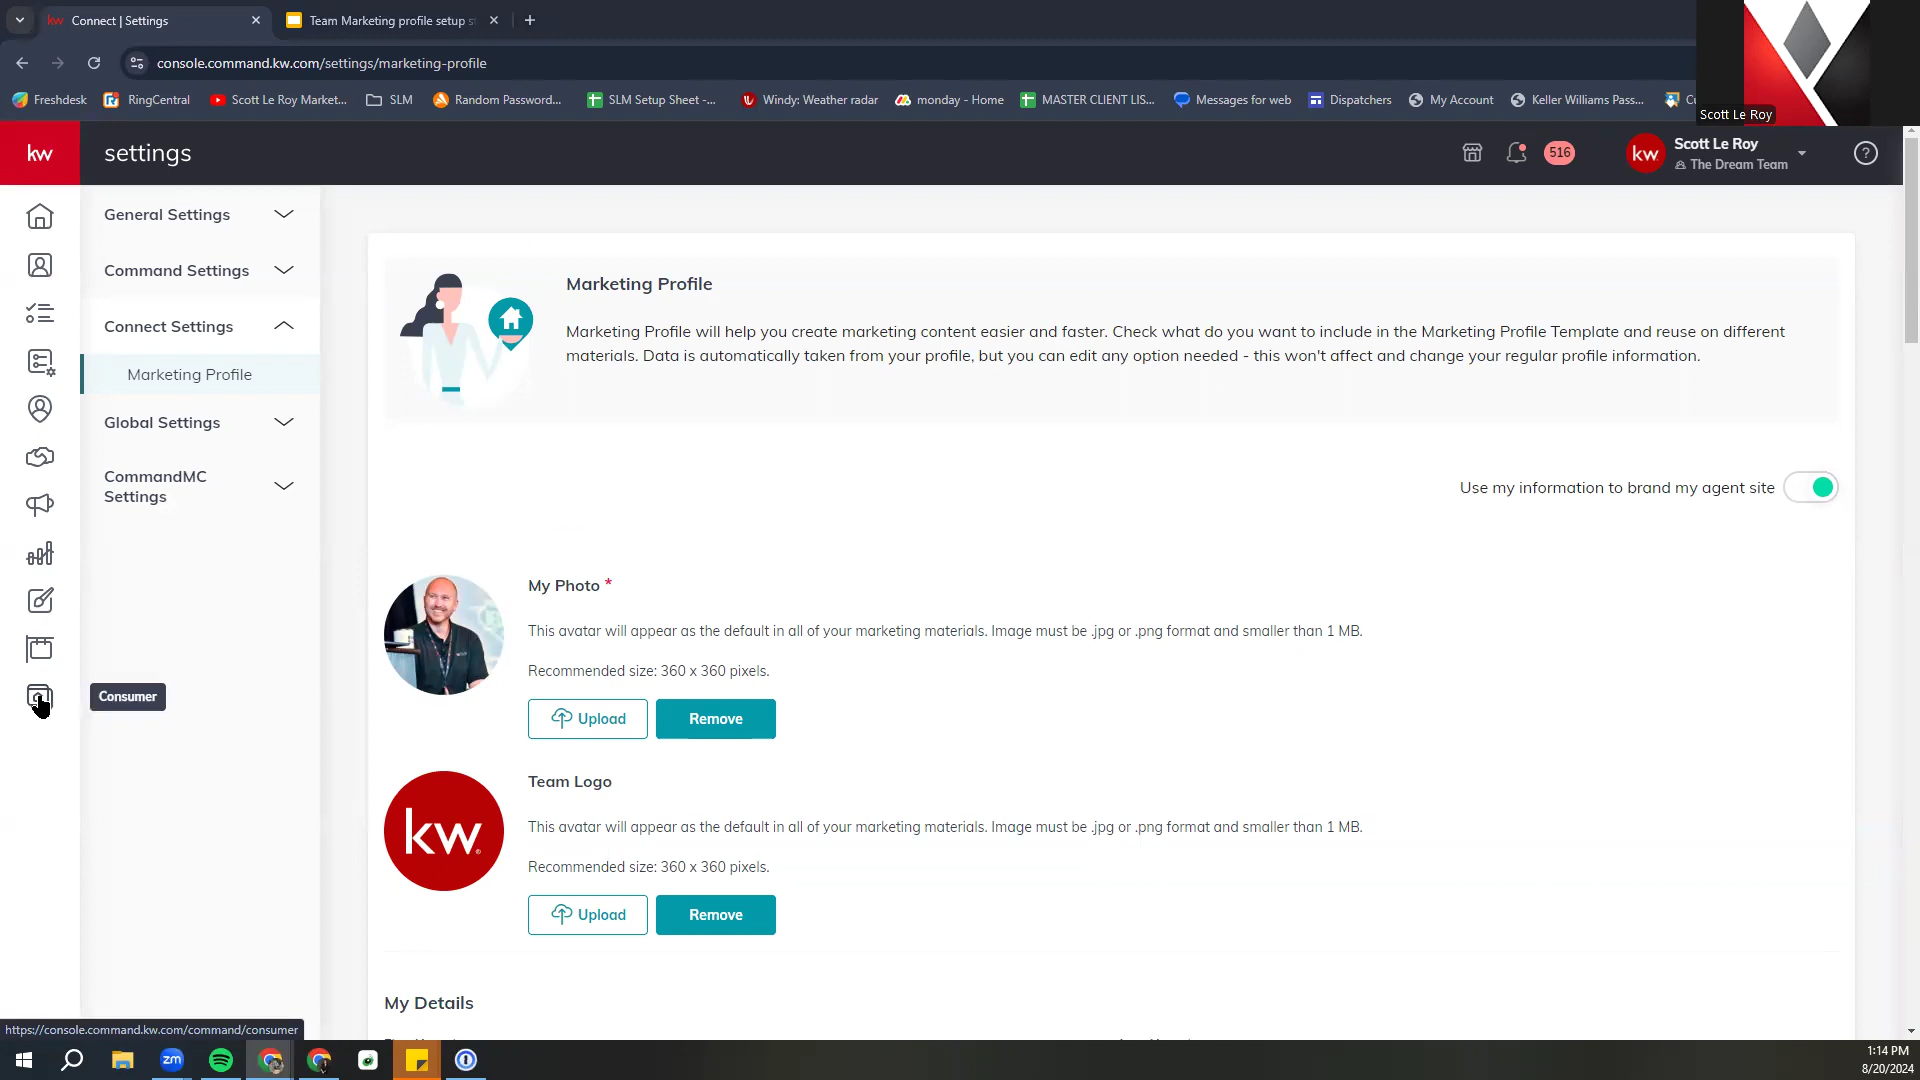 Connect | Settings
Team Marketing profile setup s
console.command.kw.com/settings/marketing-profile
Freshdesk
RingCentral
Scott Le Roy Market...
SLM
Random Password...
SLM Setup Sheet -...
Windy: Weather radar
monday - Home
MASTER CLIENT LIS...
Messages for web
Dispatchers
My Account
Keller Williams Pass...
Scott Le Roy
kw
settings
516
kw
Scott Le Roy
The Dream Team
General Settings
Command Settings
Connect Settings
Marketing Profile
Global Settings
CommandMC
Settings
Consumer
Marketing Profile
Marketing Profile will help you create marketing content easier and faster. Check what do you want to include in the Marketing Profile Template and reuse on different
materials. Data is automatically taken from your profile, but you can edit any option needed - this won't affect and change your regular profile information.
Use my information to brand my agent site
My Photo *
This avatar will appear as the default in all of your marketing materials. Image must be .jpg or .png format and smaller than 1 MB.
Recommended size: 360 x 360 pixels.
Upload
Remove
Team Logo
kw
This avatar will appear as the default in all of your marketing materials. Image must be .jpg or .png format and smaller than 1 MB.
Recommended size: 360 x 360 pixels.
Upload
Remove
My Details
https://console.command.kw.com/command/consumer
zm
1:14 PM
8/20/2024